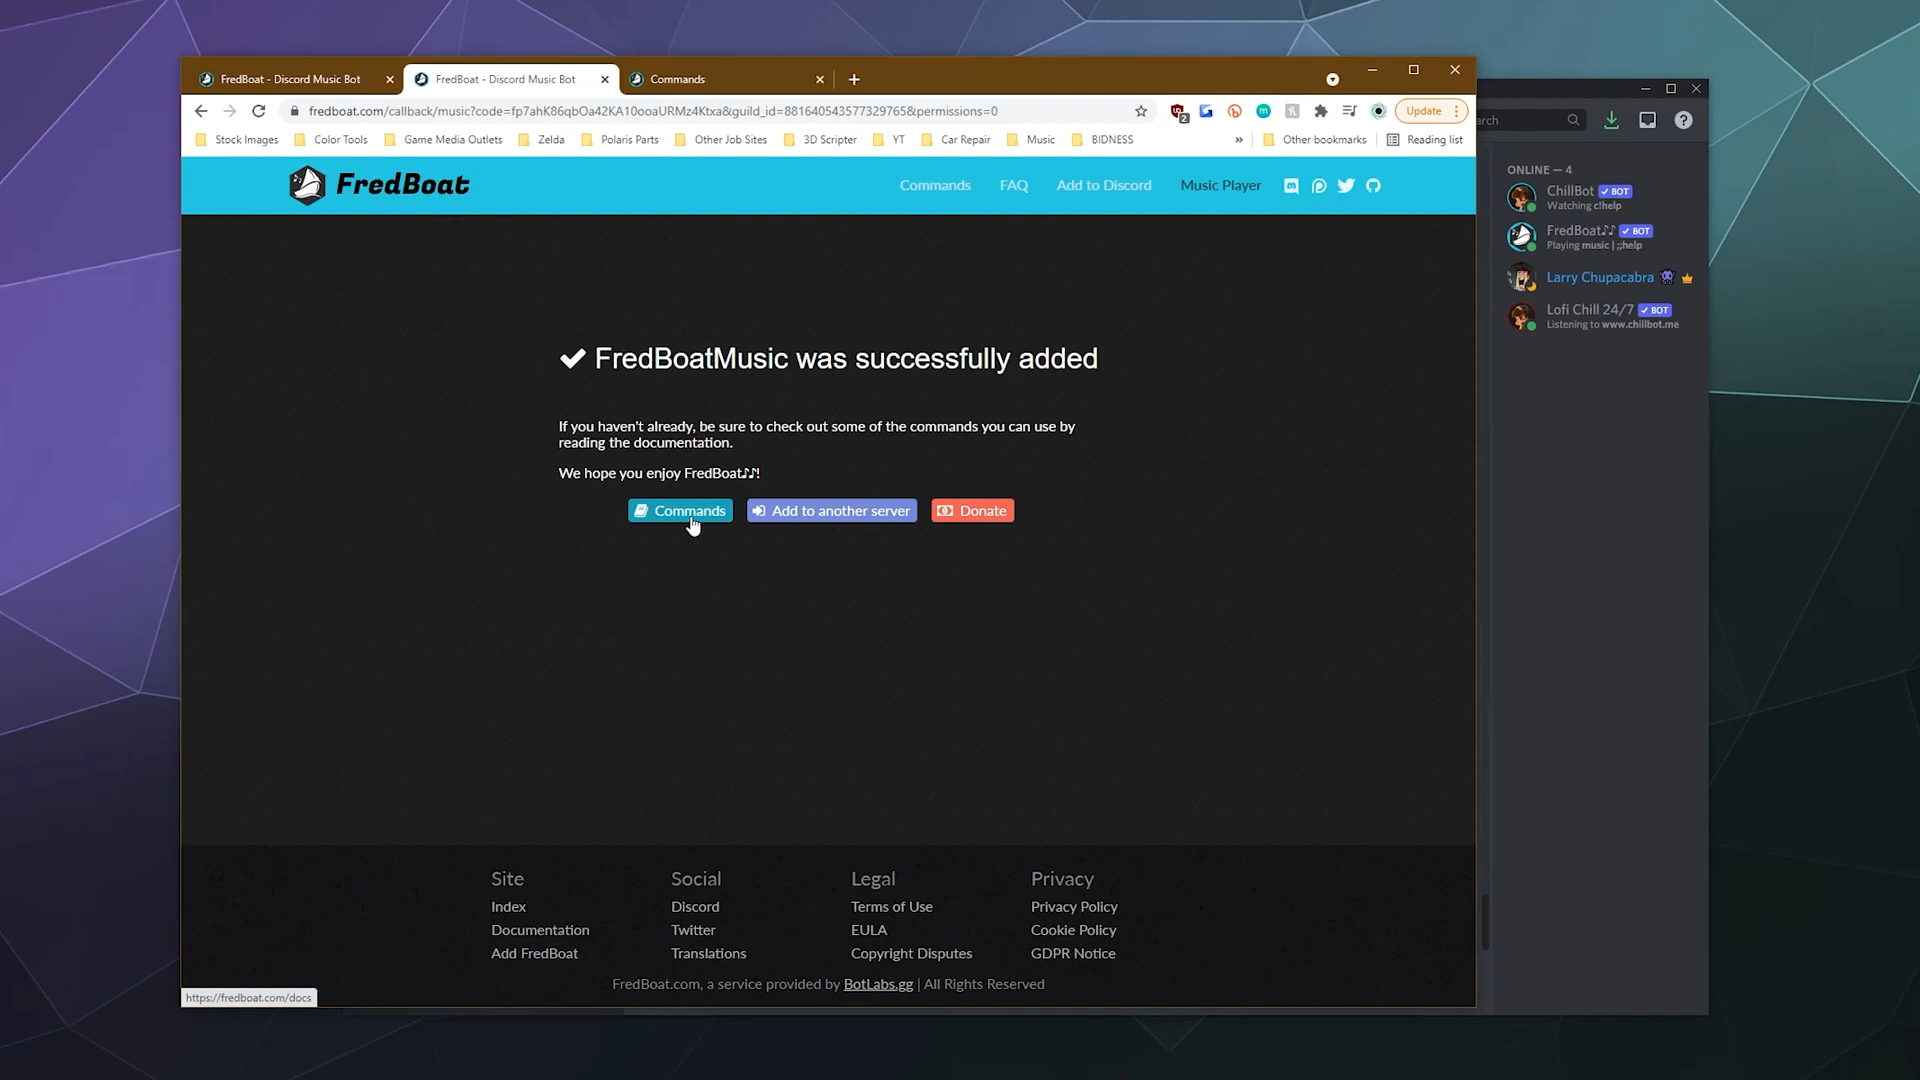 FredBoat - Discord Music Bot
FredBoat - Discord Music Bot
Commands
fredboat.com/callback/music?code=fp7ahK86qbOa42KA10ooaURMz4Ktxa&guild_id=881640543577329765&permissions=0
2
Update
Stock Images
Color Tools
Game Media Outlets
Zelda
Polaris Parts
Other Job Sites
3D Scripter
YT
Car Repair
Music
BIDNESS
»
Other bookmarks
Reading list
FredBoat
Commands
FAQ
Add to Discord
Music Player
FredBoatMusic was successfully added
If you haven't already, be sure to check out some of the commands you can use by
reading the documentation.
We hope you enjoy FredBoat♪♪!
Commands
Add to another server
Donate
Site
Index
Documentation
Add FredBoat
Social
Discord
Twitter
Translations
Legal
Terms of Use
EULA
Copyright Disputes
Privacy
Privacy Policy
Cookie Policy
GDPR Notice
FredBoat.com, a service provided by BotLabs.gg | All Rights Reserved
https://fredboat.com/docs
arch
ONLINE — 4
ChillBot BOT
Watching c!help
FredBoat♪♪ BOT
Playing music | ;;help
Larry Chupacabra
Lofi Chill 24/7 BOT
Listening to www.chillbot.me